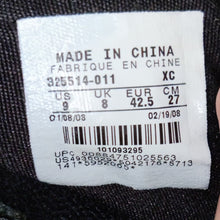 MADE IN CHINA
FABRIQUE EN CHINE
325514-011 XC
US UK EUR CM
9 8 42.5 27
01/08/08 02/19/08
101093295